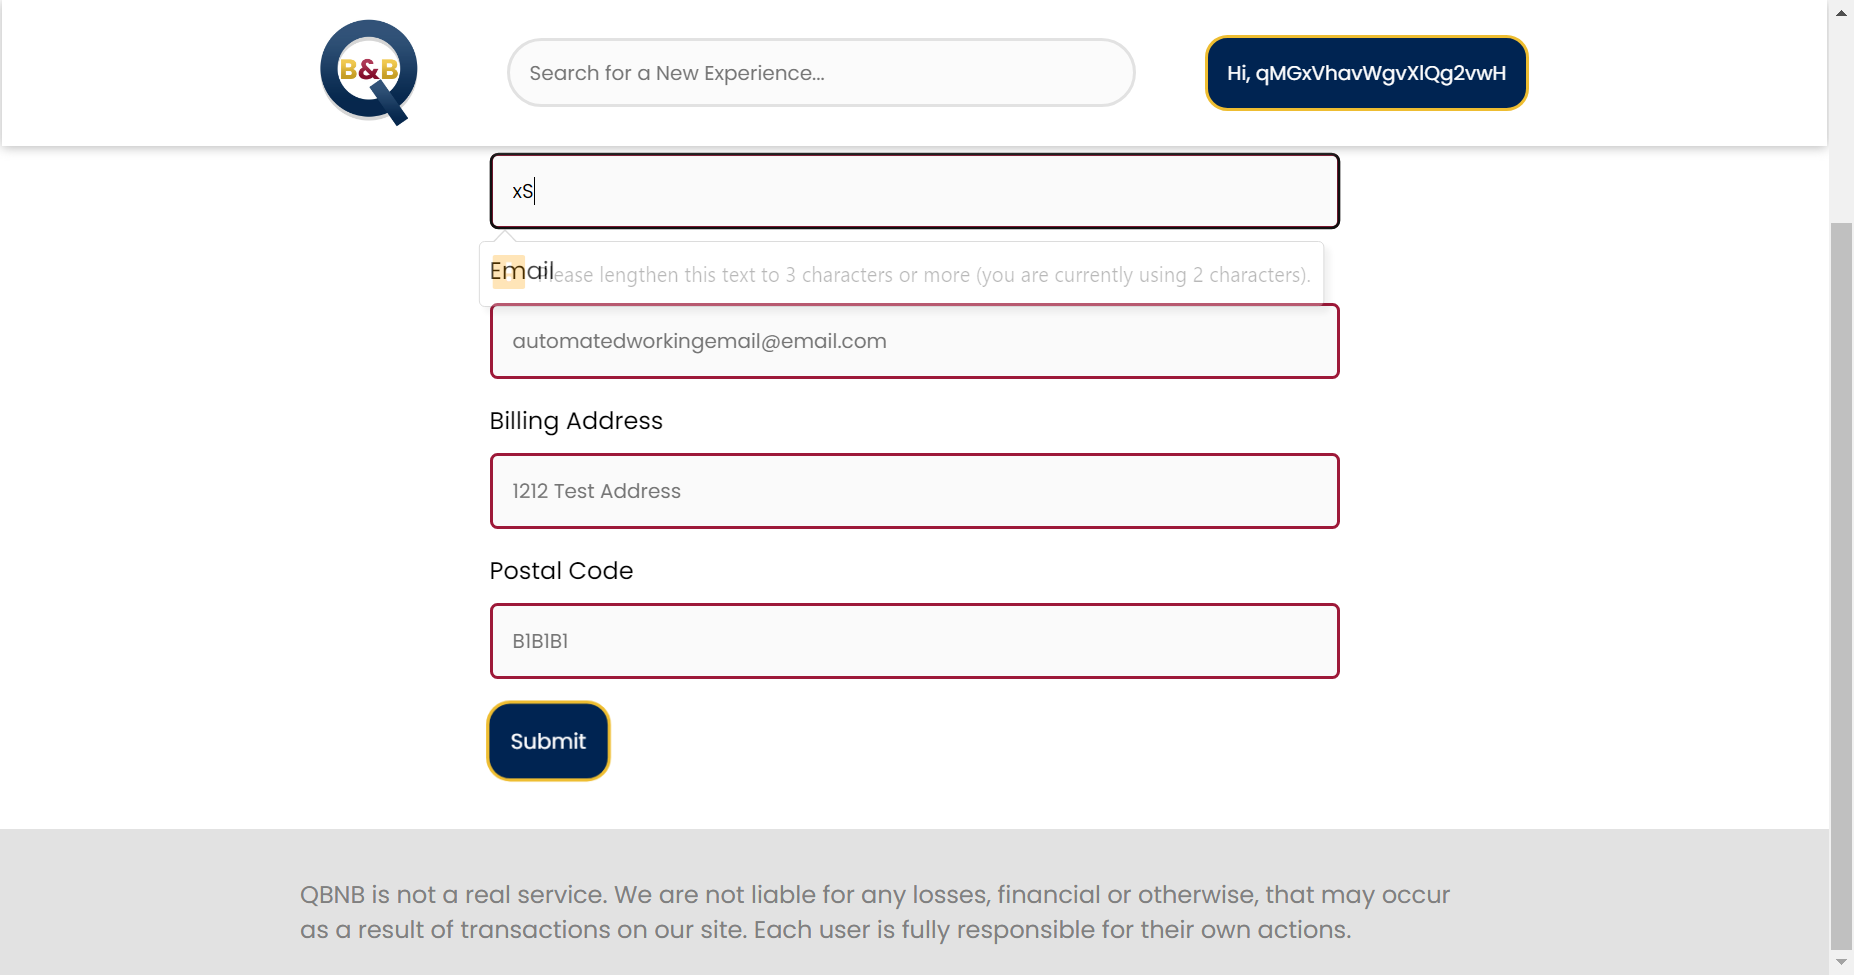 B&B
Search for a New Experience...
Hi, qMGxVhavWgvXlQg2vwH
xS
Email
Please lengthen this text to 3 characters or more (you are currently using 2 characters).
automatedworkingemail@email.com
Billing Address
1212 Test Address
Postal Code
B1B1B1
Submit
QBNB is not a real service. We are not liable for any losses, financial or otherwise, that may occur
as a result of transactions on our site. Each user is fully responsible for their own actions.